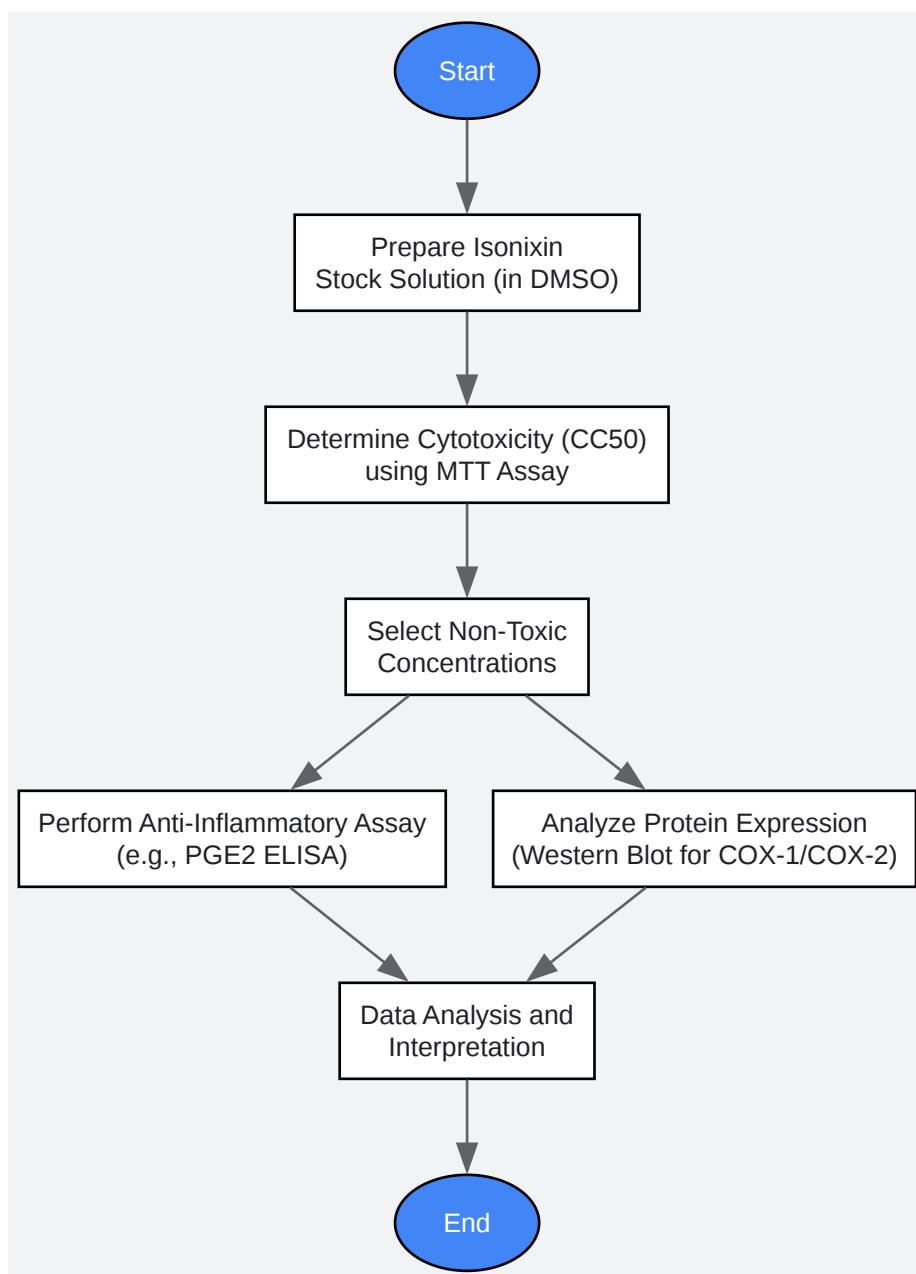 Start
Prepare Isonixin
Stock Solution (in DMSO)
Determine Cytotoxicity (CC50)
using MTT Assay
Select Non-Toxic
Concentrations
Perform Anti-Inflammatory Assay
(e.g., PGE2 ELISA)
Analyze Protein Expression
(Western Blot for COX-1/COX-2)
Data Analysis and
Interpretation
End